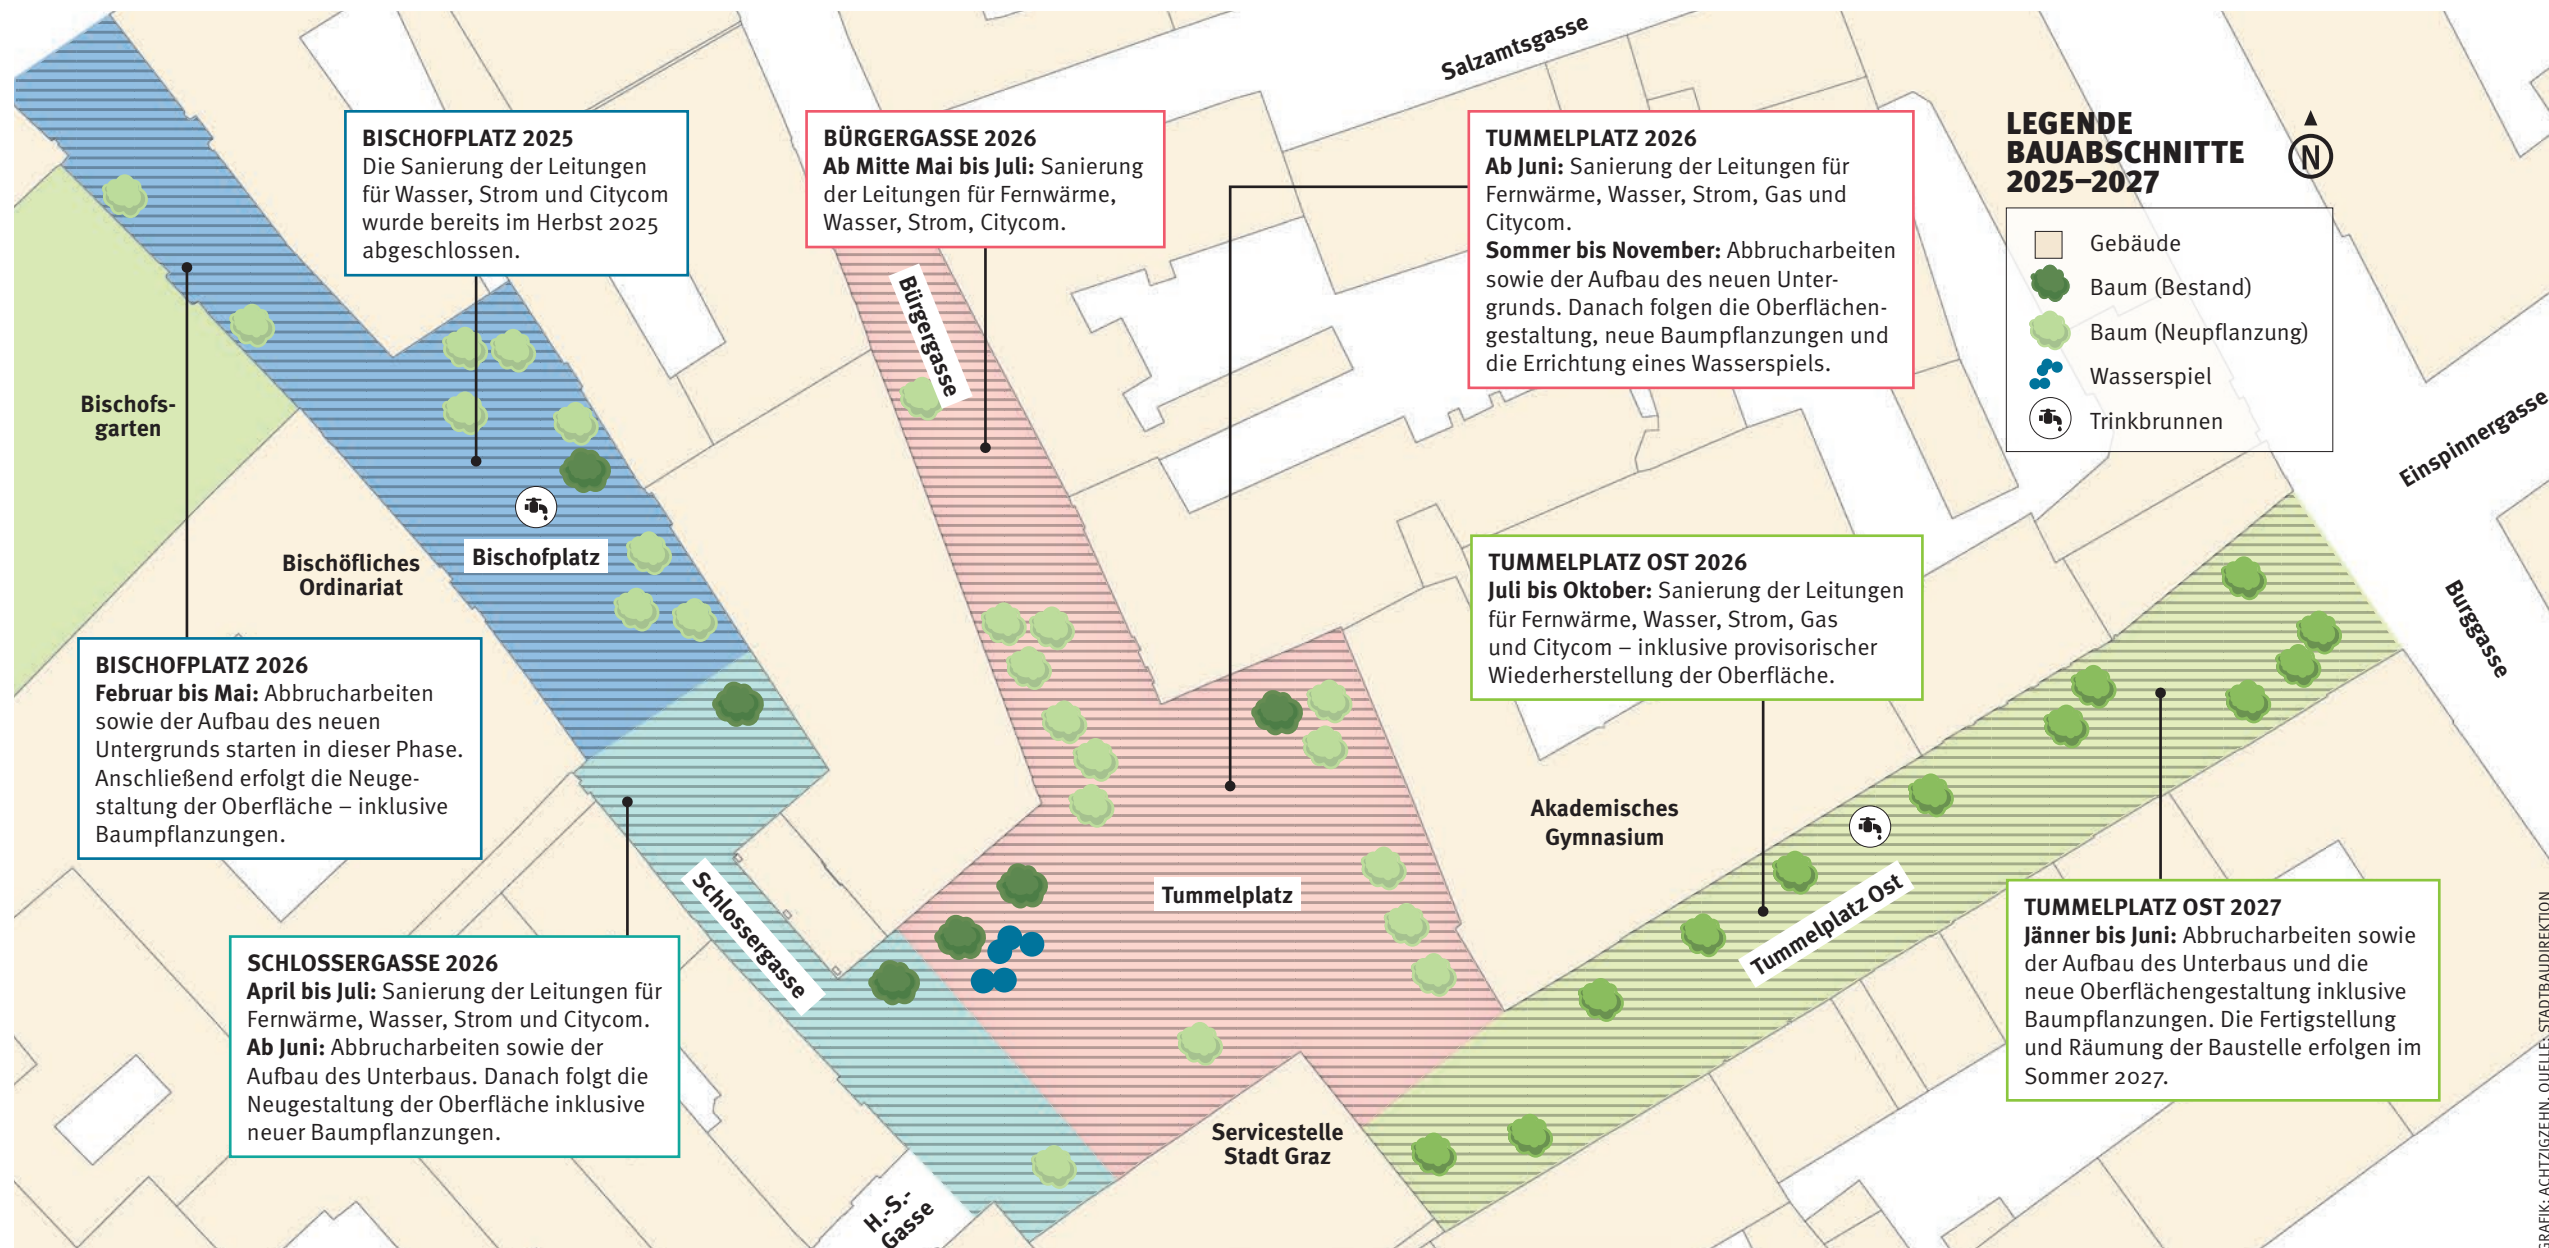 Salzamtsgasse
BISCHOFPLATZ 2025
Die Sanierung der Leitungen
für Wasser, Strom und Citycom
wurde bereits im Herbst 2025
abgeschlossen.
BÜRGERGASSE 2026
Ab Mitte Mai bis Juli: Sanierung
der Leitungen für Fernwärme,
Wasser, Strom, Citycom.
TUMMELPLATZ 2026
Ab Juni: Sanierung der Leitungen für
Fernwärme, Wasser, Strom, Gas und
Citycom.
Sommer bis November: Abbrucharbeiten
sowie der Aufbau des neuen Unter-
grunds. Danach folgen die Oberflächen-
gestaltung, neue Baumpflanzungen und
die Errichtung eines Wasserspiels.
LEGENDE
BAUABSCHNITTE
2025–2027
N
Gebäude
Baum (Bestand)
Baum (Neupflanzung)
Wasserspiel
Trinkbrunnen
Bürgergasse
Bischofs-
garten
Einspinnergasse
Bischöfliches
Ordinariat
Bischofplatz
TUMMELPLATZ OST 2026
Juli bis Oktober: Sanierung der Leitungen
für Fernwärme, Wasser, Strom, Gas
und Citycom – inklusive provisorischer
Wiederherstellung der Oberfläche.
Burggasse
BISCHOFPLATZ 2026
Februar bis Mai: Abbrucharbeiten
sowie der Aufbau des neuen
Untergrunds starten in dieser Phase.
Anschließend erfolgt die Neuge-
staltung der Oberfläche – inklusive
Baumpflanzungen.
Akademisches
Gymnasium
Schlossergasse
Tummelplatz
Tummelplatz Ost
TUMMELPLATZ OST 2027
Jänner bis Juni: Abbrucharbeiten sowie
der Aufbau des Unterbaus und die
neue Oberflächengestaltung inklusive
Baumpflanzungen. Die Fertigstellung
und Räumung der Baustelle erfolgen im
Sommer 2027.
SCHLOSSERGASSE 2026
April bis Juli: Sanierung der Leitungen für
Fernwärme, Wasser, Strom und Citycom.
Ab Juni: Abbrucharbeiten sowie der
Aufbau des Unterbaus. Danach folgt die
Neugestaltung der Oberfläche inklusive
neuer Baumpflanzungen.
Servicestelle
Stadt Graz
H.-S.-
Gasse
GRAFIK: ACHTZIGZEHN, QUELLE: STADTBAUDIREKTION